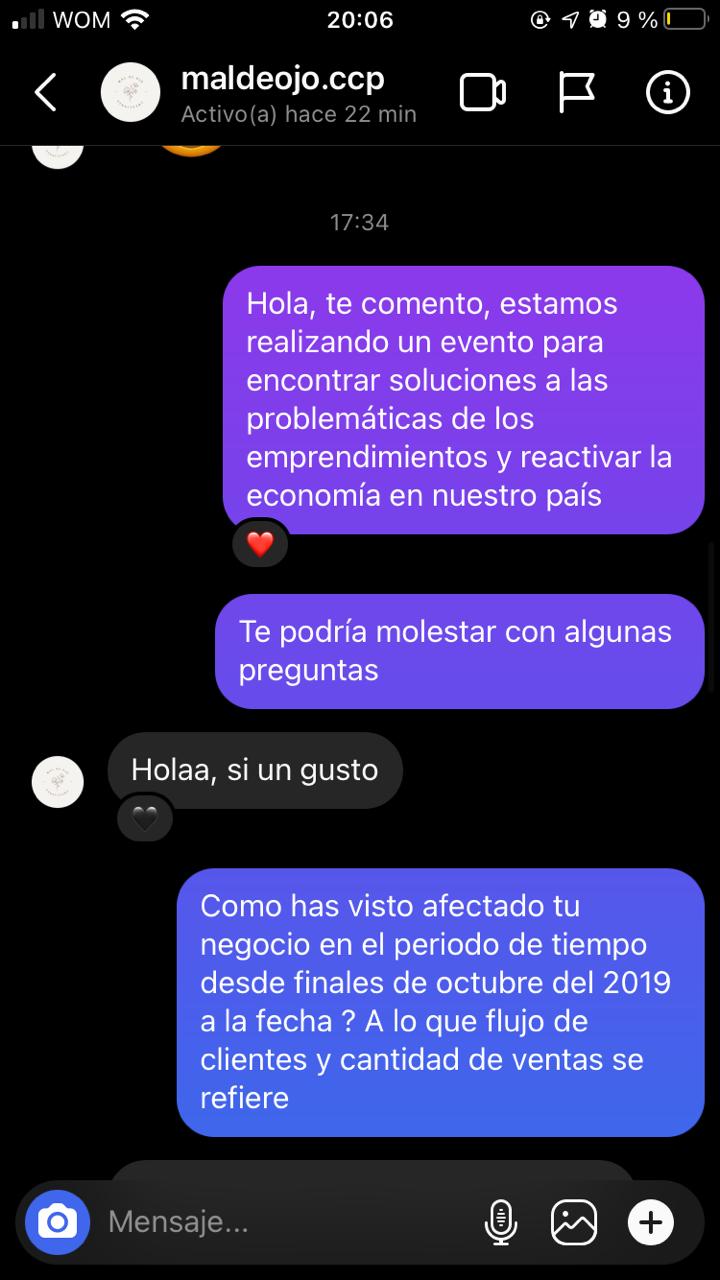 WOM 20:06 9 %
maldeojo.ccp
Activo(a) hace 22 min
17:34
Hola, te comento, estamos
realizando un evento para
encontrar soluciones a las
problemáticas de los
emprendimientos y reactivar la
economía en nuestro país
Te podría molestar con algunas
preguntas
Holaa, si un gusto
Como has visto afectado tu
negocio en el periodo de tiempo
desde finales de octubre del 2019
a la fecha ? A lo que flujo de
clientes y cantidad de ventas se
refiere
Mensaje...